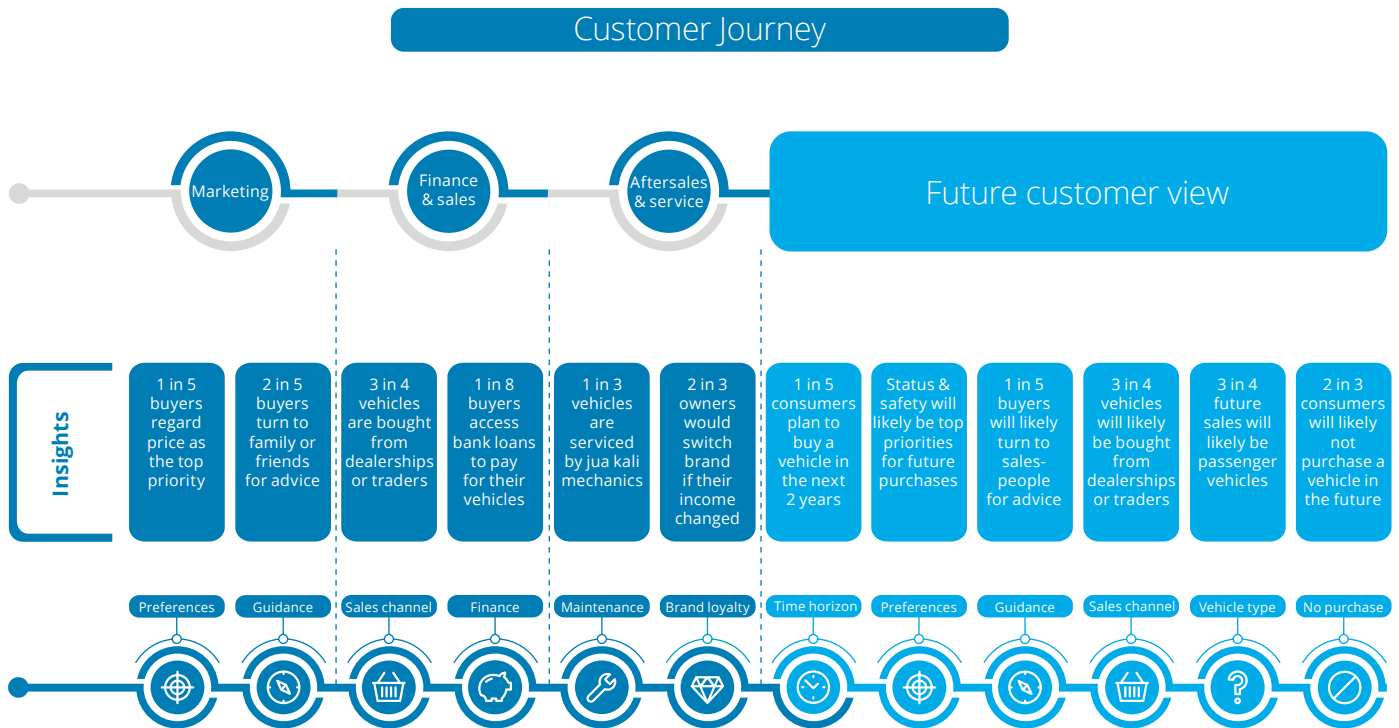 Customer Journey
Marketing
Finance
& sales
Aftersales
& service
Future customer view
Insights
1 in 5
buyers
regard
price as
the top
priority
2 in 5
buyers
turn to
family or
friends
for advice
3 in 4
vehicles
are bought
from
dealerships
or traders
1 in 8
buyers
access
bank loans
to pay
for their
vehicles
1 in 3
vehicles
are
serviced
by jua kali
mechanics
2 in 3
owners
would
switch
brand
if their
income
changed
1 in 5
consumers
plan to
buy a
vehicle in
the next
2 years
Status &
safety will
likely be top
priorities
for future
purchases
1 in 5
buyers
will likely
turn to
sales-
people
for advice
3 in 4
vehicles
will likely
be bought
from
dealerships
or traders
3 in 4
future
sales will
likely be
passenger
vehicles
2 in 3
consumers
will likely
not
purchase a
vehicle in
the future
Preferences
Guidance
Sales channel
Finance
Maintenance
Brand loyalty
Time horizon
Preferences
Guidance
Sales channel
Vehicle type
No purchase